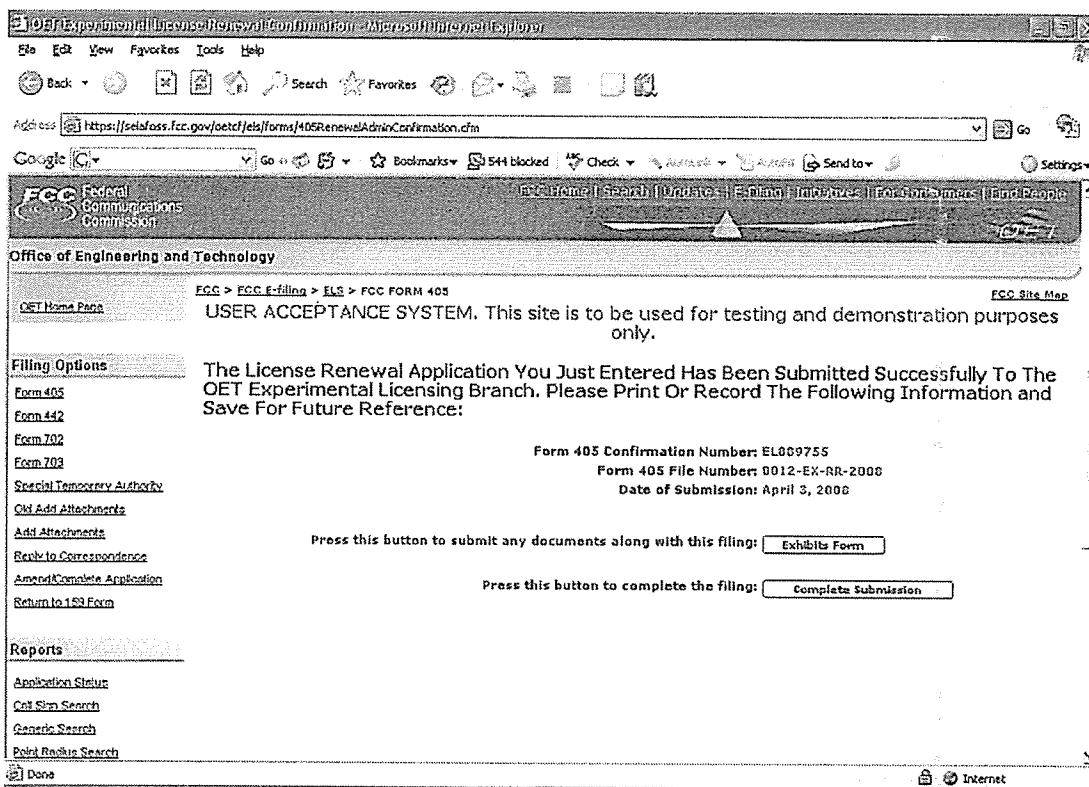 OET Experimental License Renewal Confirmation - Microsoft Internet Explorer
File Edit View Favorites Tools Help
Back Search Favorites
Address https://selafoss.fcc.gov/oetcf/els/forms/405RenewalAdminConfirmation.cfm Go
Google Go Bookmarks 544 blocked Check AutoLink AutoFill Send to Settings
FCC Federal Communications Commission
FCC Home | Search | Updates | E-Filing | Initiatives | For Consumers | Find People
OET
Office of Engineering and Technology
OET Home Page
FCC > FCC E-filing > ELS > FCC FORM 405
FCC Site Map
USER ACCEPTANCE SYSTEM. This site is to be used for testing and demonstration purposes
only.
Filing Options
Form 405
Form 442
Form 702
Form 703
Special Temporary Authority
Old Add Attachments
Add Attachments
Reply to Correspondence
Amend/Complete Application
Return to 159 Form
Reports
Application Status
Call Sign Search
Generic Search
Point Radius Search
The License Renewal Application You Just Entered Has Been Submitted Successfully To The
OET Experimental Licensing Branch. Please Print Or Record The Following Information and
Save For Future Reference:
Form 405 Confirmation Number: EL889755
Form 405 File Number: 0012-EX-RR-2008
Date of Submission: April 3, 2008
Press this button to submit any documents along with this filing: Exhibits Form
Press this button to complete the filing: Complete Submission
Done
Internet